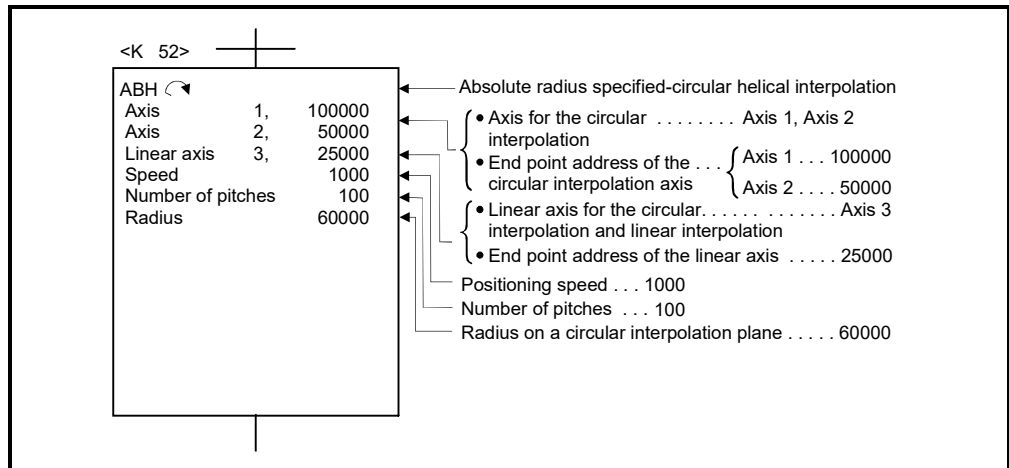 <K 52>
ABH
Axis 1, 100000
Axis 2, 50000
Linear axis 3, 25000
Speed 1000
Number of pitches 100
Radius 60000
Absolute radius specified-circular helical interpolation
• Axis for the circular . . . . . . . . Axis 1, Axis 2
interpolation
• End point address of the . . . Axis 1 . . . 100000
circular interpolation axis Axis 2 . . . . 50000
• Linear axis for the circular. . . . . . . . . . . . . Axis 3
interpolation and linear interpolation
• End point address of the linear axis . . . . . 25000
Positioning speed . . . 1000
Number of pitches . . . 100
Radius on a circular interpolation plane . . . . . 60000